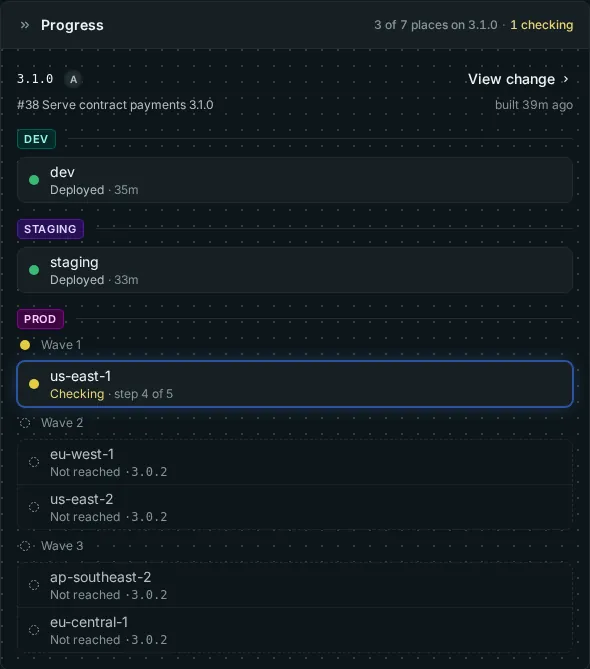 » Progress 3 of 7 places on 3.1.0 · 1 checking
3.1.0 A View change ›
#38 Serve contract payments 3.1.0 built 39m ago
DEV
dev
Deployed · 35m
STAGING
staging
Deployed · 33m
PROD
Wave 1
us-east-1
Checking · step 4 of 5
Wave 2
eu-west-1
Not reached ·3.0.2
us-east-2
Not reached ·3.0.2
Wave 3
ap-southeast-2
Not reached ·3.0.2
eu-central-1
Not reached ·3.0.2